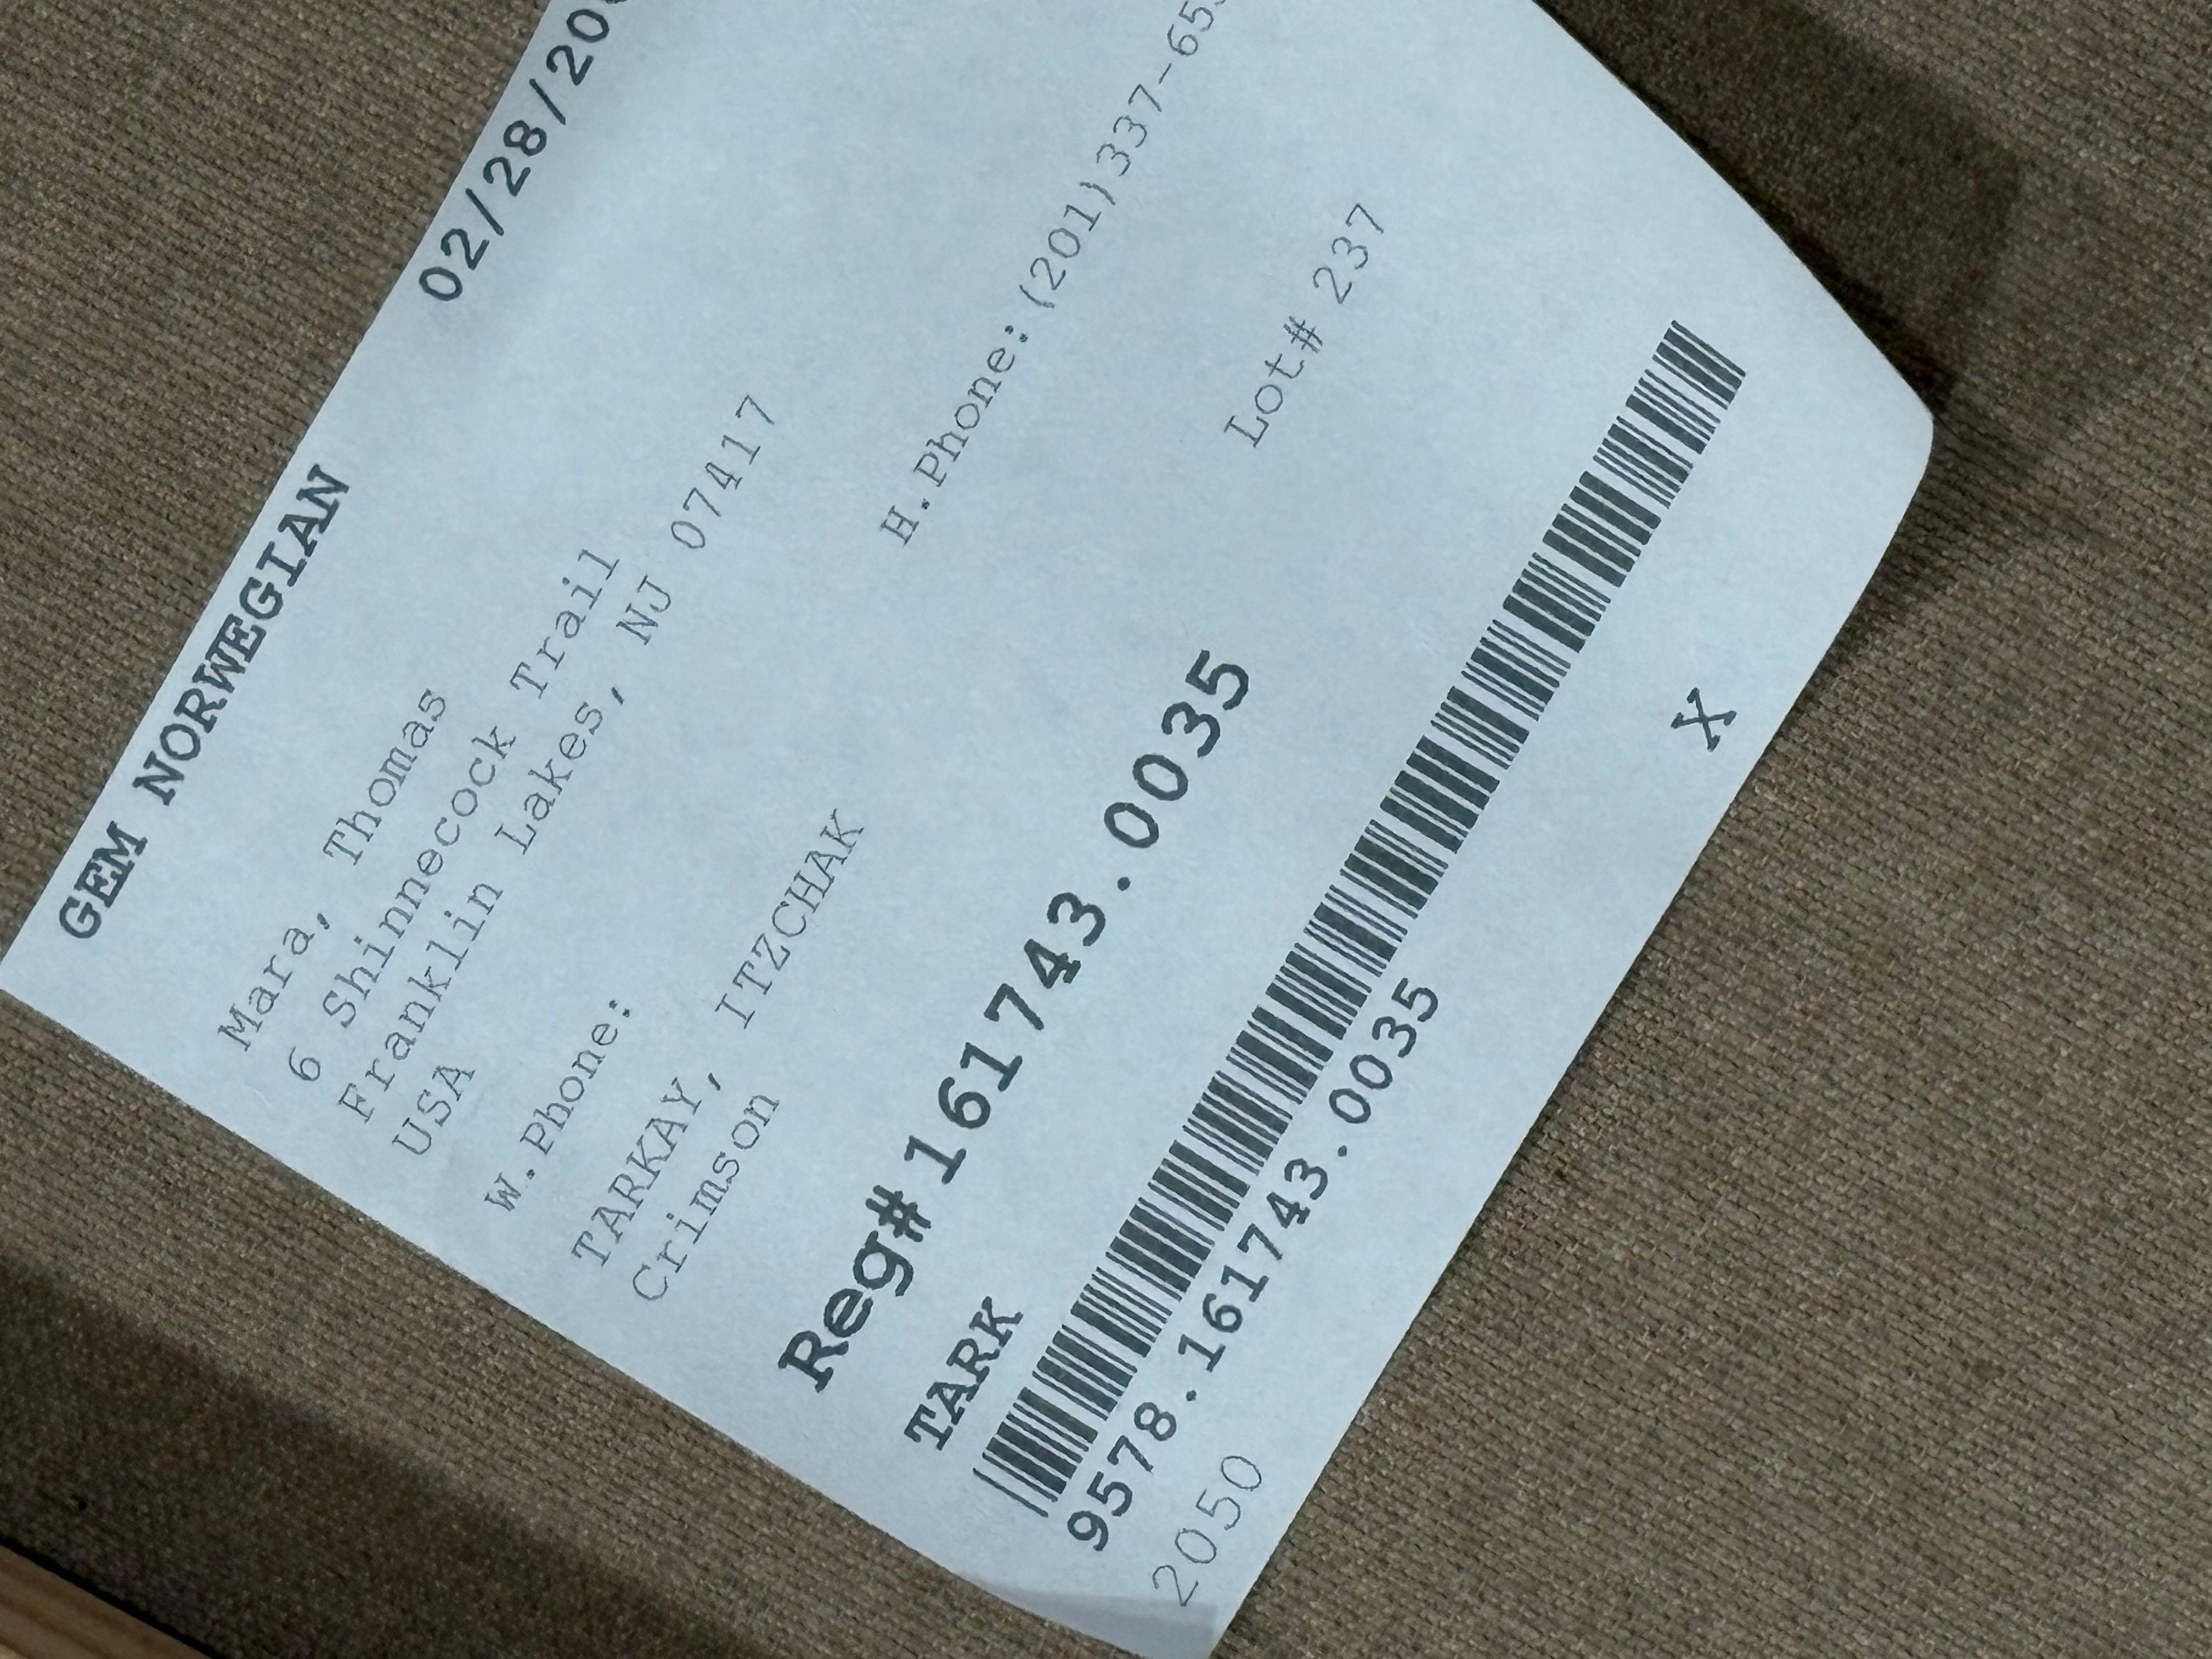 GEM NORWEGIAN 02/28/20
Mara, Thomas
6 Shinnecock Trail
Franklin Lakes, NJ 07417
USA
W.Phone: H.Phone:(201)337-65
TARKAY, ITZCHAK
Crimson
Lot# 237
Reg#161743.0035
TARK
9578.161743.0035
2050 X